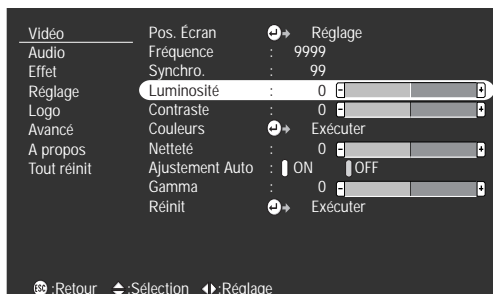 Vidéo
Audio
Effet
Réglage
Logo
Avancé
A propos
Tout réinit
Pos. Écran Réglage
Fréquence : 9999
Synchro. : 99
Luminosité : 0 - +
Contraste : 0 - +
Couleurs Exécuter
Netteté : 0 - +
Ajustement Auto : ON OFF
Gamma : 0 - +
Réinit Exécuter
ESC :Retour :Sélection :Réglage